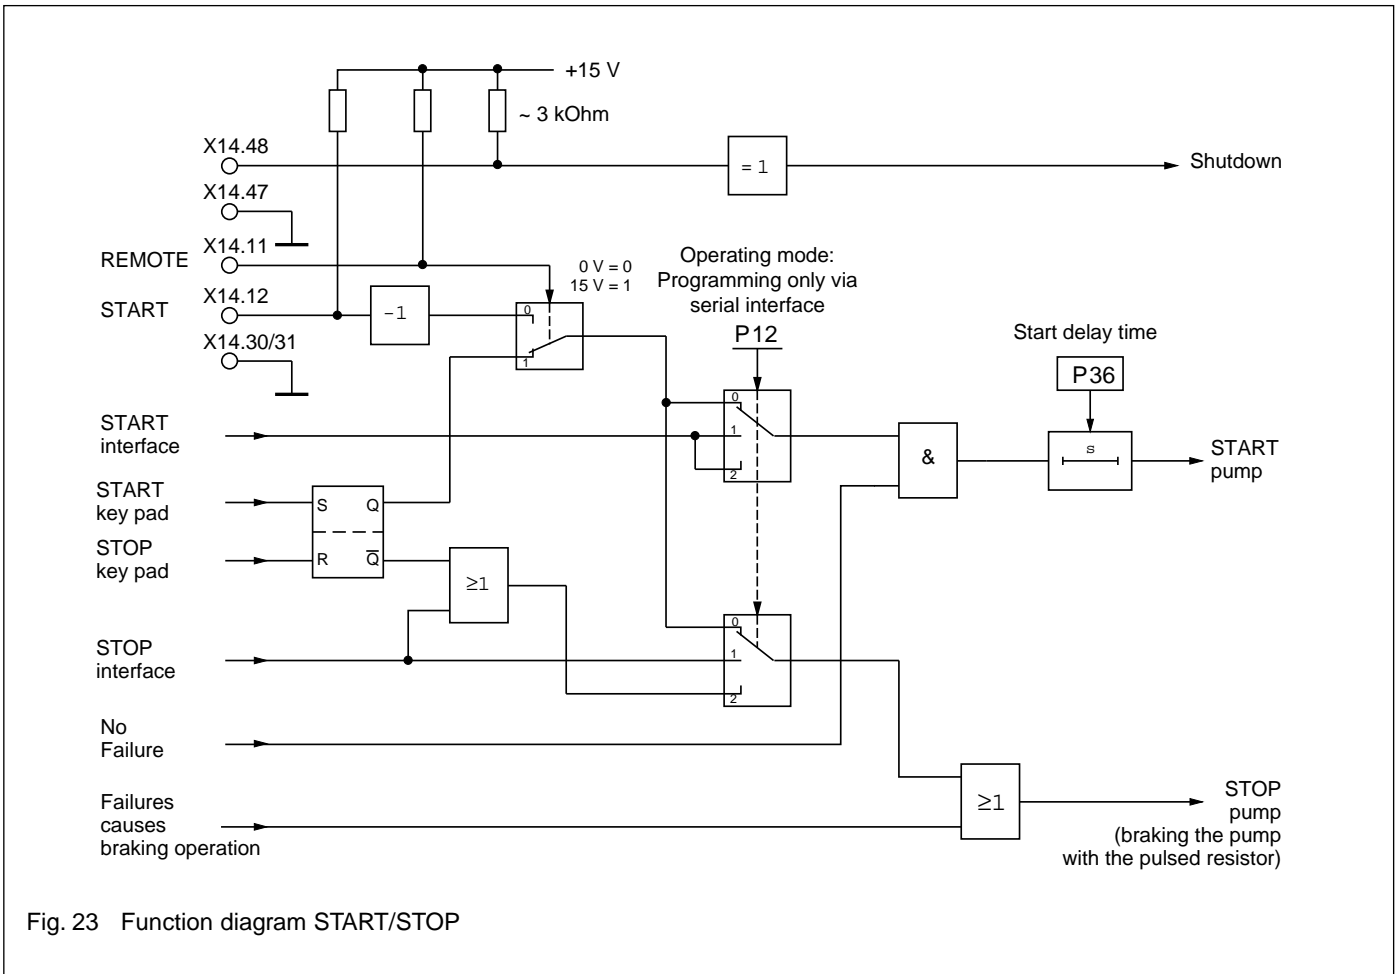 +15 V
~ 3 kOhm
X14.48
= 1
Shutdown
X14.47
REMOTE
X14.11
0 V = 0
15 V = 1
Operating mode:
Programming only via
serial interface
P12
START
X14.12
-1
0
1
X14.30/31
Start delay time
P36
START
interface
0
1
2
&
s
START
pump
START
key pad
S Q
STOP
key pad
R Q̅
≥1
STOP
interface
0
1
2
No
Failure
Failures
causes
braking operation
≥1
STOP
pump
(braking the pump
with the pulsed resistor)
Fig. 23 Function diagram START/STOP